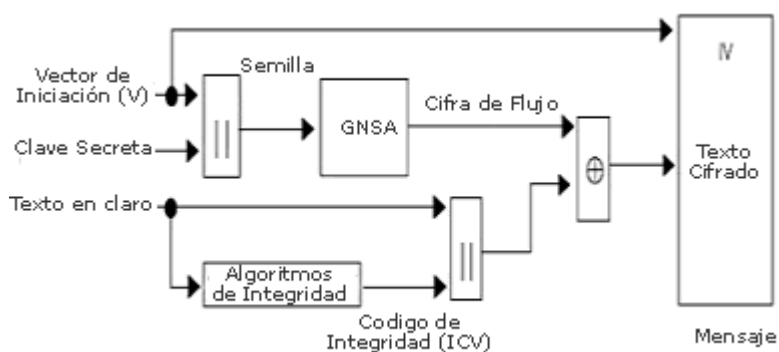 Vector de
Iniciación (V)
Semilla
IV
Clave Secreta
||
GNSA
Cifra de Flujo
Texto en claro
||
⊕
Texto
Cifrado
Algoritmos
de Integridad
Codigo de
Integridad (ICV)
Mensaje